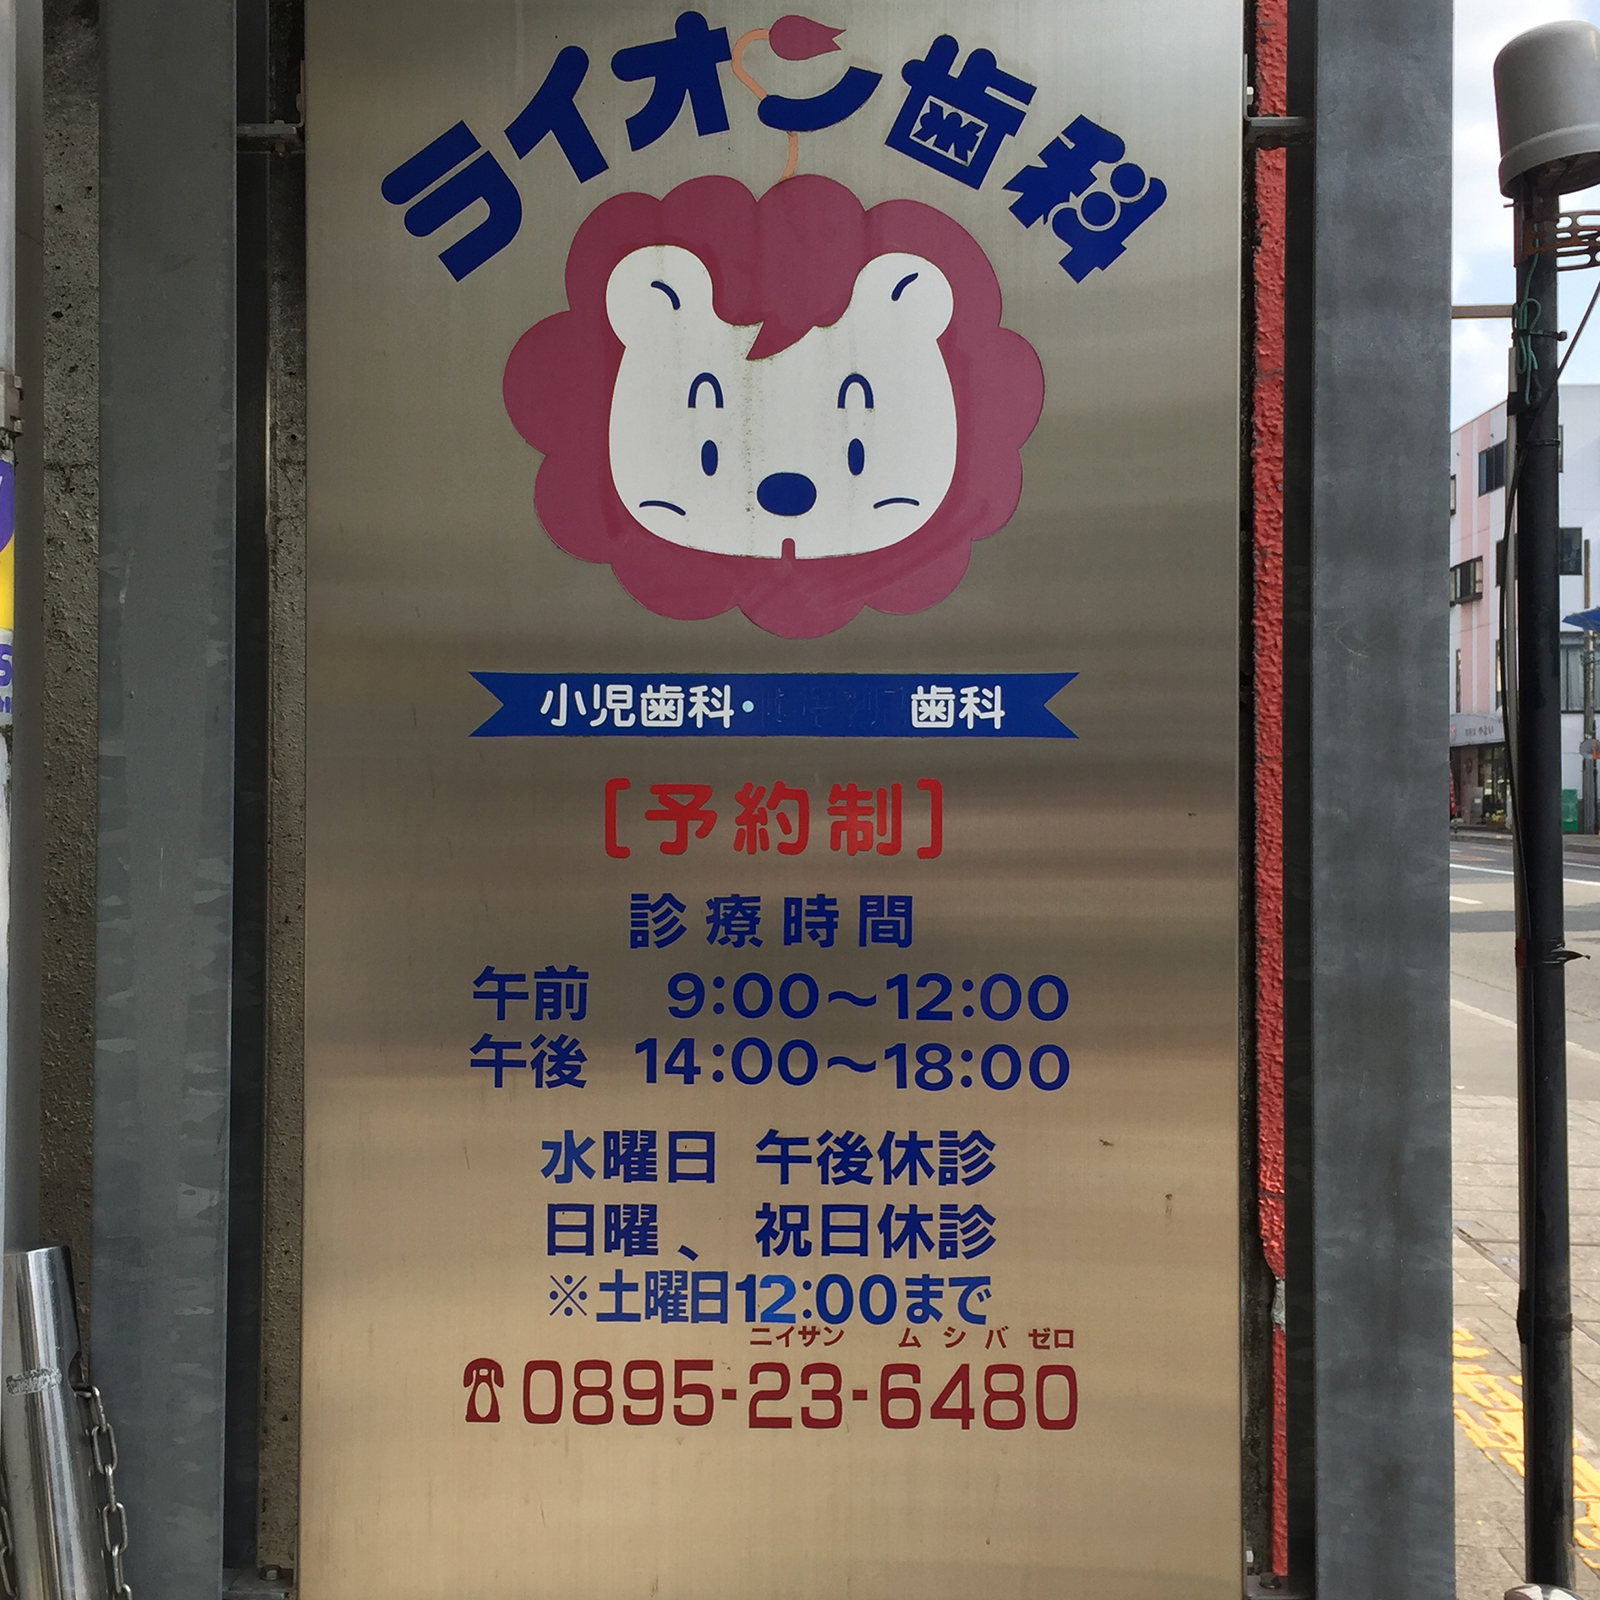 ライオン歯科
小児歯科・ 歯科
[予約制]
診療時間
午前 9:00〜12:00
午後 14:00〜18:00
水曜日 午後休診
日曜、祝日休診
※土曜日12:00まで
ニイサン ムシバゼロ
☎0895-23-6480